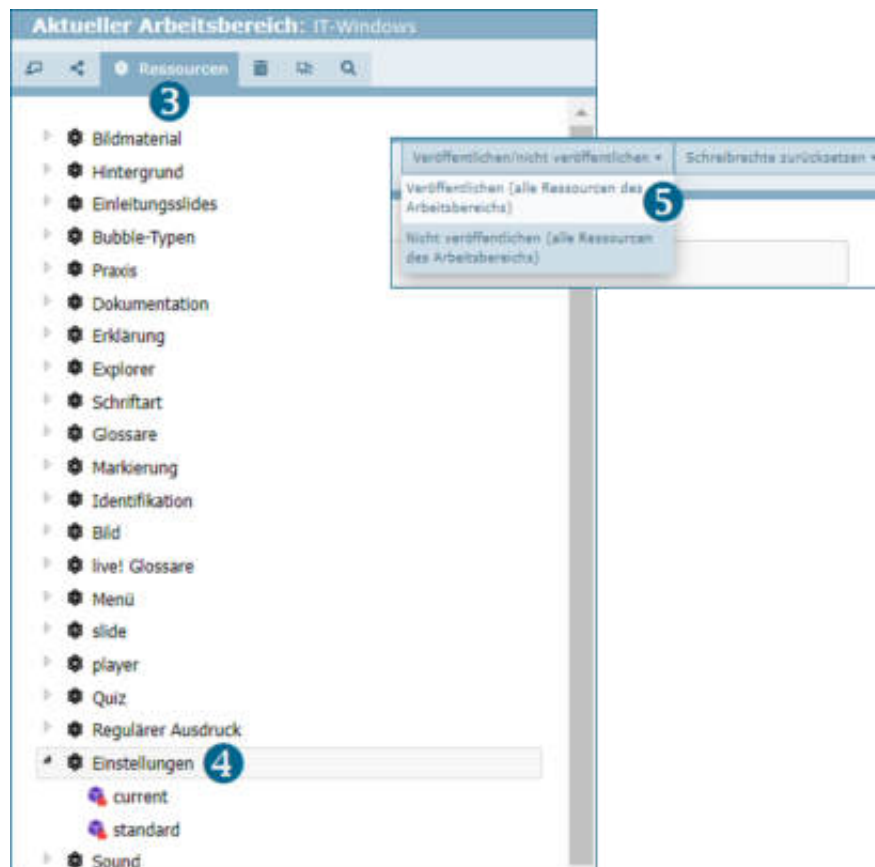 Aktueller Arbeitsbereich: IT-Windows
Ressourcen
3
Bildmaterial
Hintergrund
Einleitungsslides
Bubble-Typen
Praxis
Dokumentation
Erklärung
Explorer
Schriftart
Glossare
Markierung
Identifikation
Bild
live! Glossare
Menü
slide
player
Quiz
Regulärer Ausdruck
Einstellungen 4
current
standard
Sound
Veröffentlichen/nicht veröffentlichen Schreibrechte zurücksetzen
Veröffentlichen (alle Ressourcen des
Arbeitsbereichs)
5
Nicht veröffentlichen (alle Ressourcen
des Arbeitsbereichs)